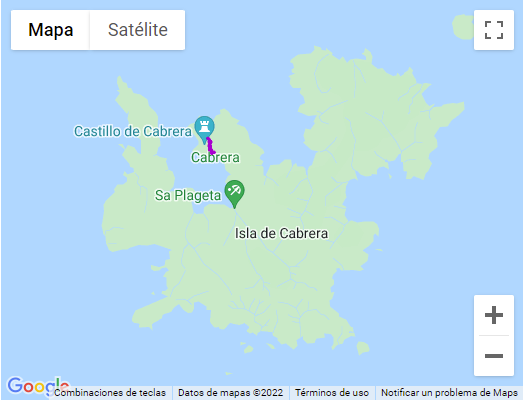 Mapa
Satélite
Castillo de Cabrera
Cabrera
Sa Plageta
Isla de Cabrera
Google
Combinaciones de teclas
Datos de mapas ©2022
Términos de uso
Notificar un problema de Maps